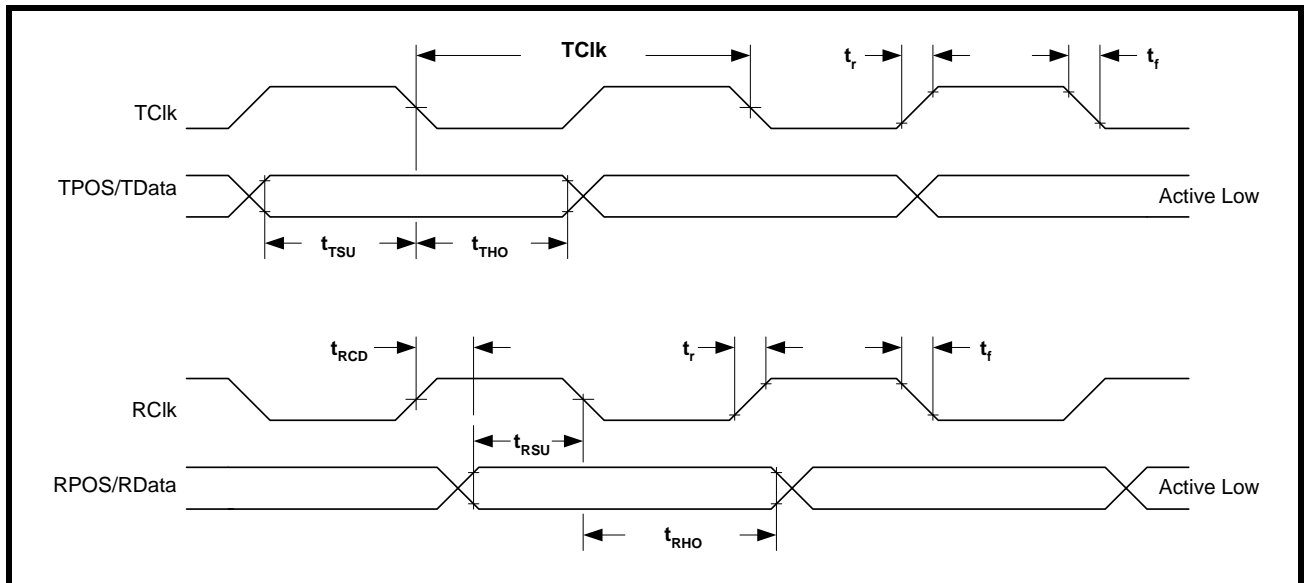 TClk
t_r
t_f
TClk
TPOS/TData
Active Low
t_TSU
t_THO
t_RCD
t_r
t_f
RClk
t_RSU
RPOS/RData
Active Low
t_RHO